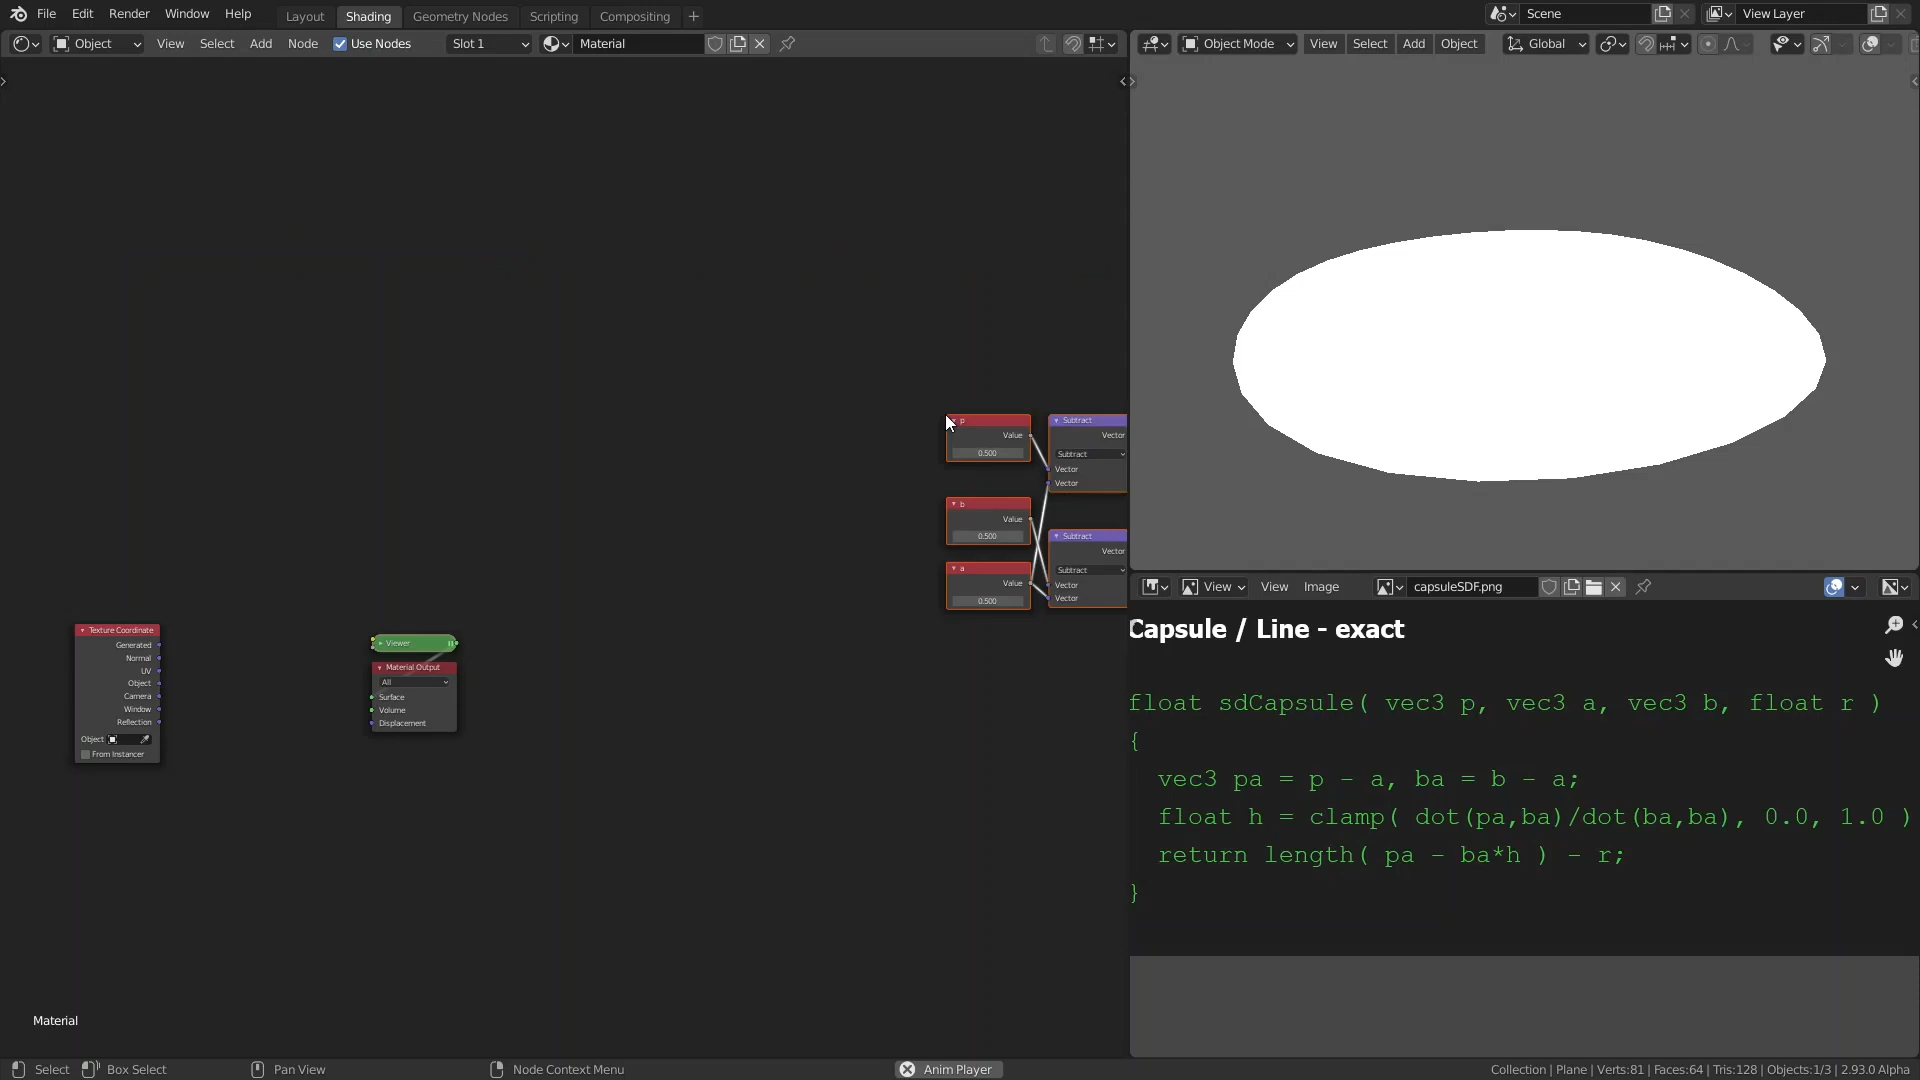 File Edit Render Window Help Layout Shading Geometry Nodes Scripting Compositing + Scene View Layer
Object View Select Add Node Use Nodes Slot 1 Material
Object Mode View Select Add Object Global
p
Value
0.500
b
Value
0.500
a
Value
0.500
Subtract
Vector
Subtract
Vector
Vector
Subtract
Vector
Subtract
Vector
Vector
Texture Coordinate
Generated
Normal
UV
Object
Camera
Window
Reflection
Object
From Instancer
Viewer
Material Output
All
Surface
Volume
Displacement
Material
View View Image capsuleSDF.png
Capsule / Line - exact
float sdCapsule( vec3 p, vec3 a, vec3 b, float r )
{
vec3 pa = p - a, ba = b - a;
float h = clamp( dot(pa,ba)/dot(ba,ba), 0.0, 1.0 )
return length( pa - ba*h ) - r;
}
Select Box Select Pan View Node Context Menu Anim Player Collection | Plane | Verts:81 | Faces:64 | Tris:128 | Objects:1/3 | 2.93.0 Alpha